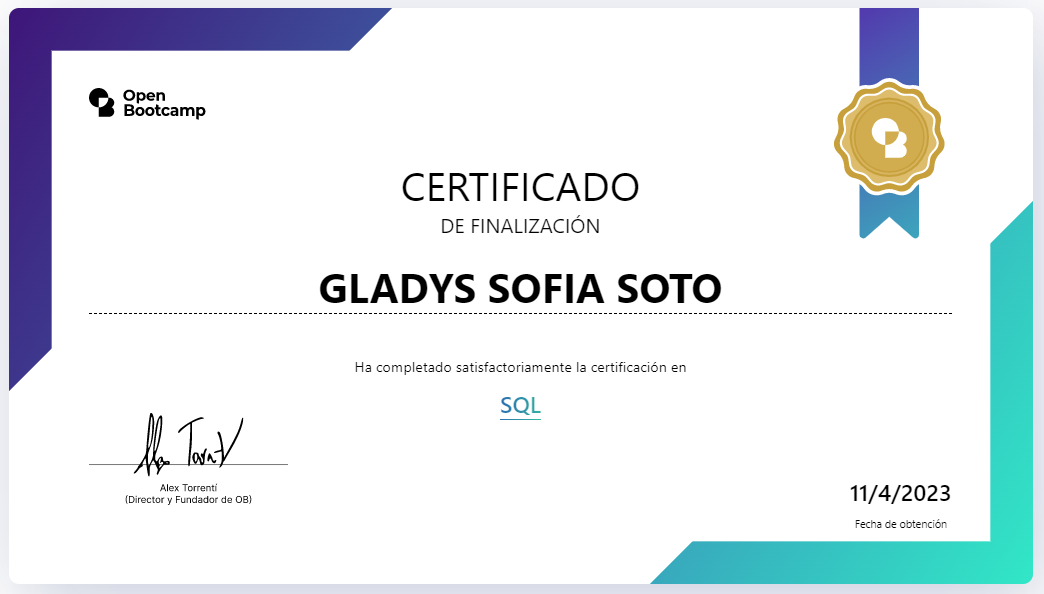 Open
Bootcamp
CERTIFICADO
DE FINALIZACIÓN
GLADYS SOFIA SOTO
Ha completado satisfactoriamente la certificación en
SQL
Alex Torrentí
(Director y Fundador de OB)
11/4/2023
Fecha de obtención